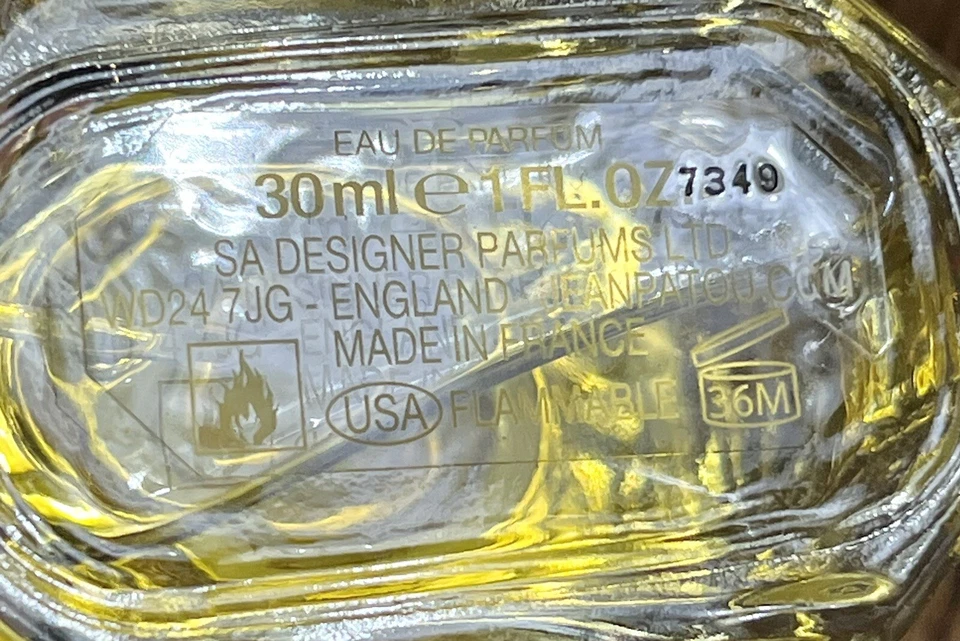 EAU DE PARFUM
30ml e 1 FL.OZ 7349
SA DESIGNER PARFUMS LTD
WD24 7JG - ENGLAND JEANPATOU.COM
MADE IN FRANCE
USA FLAMMABLE 36M